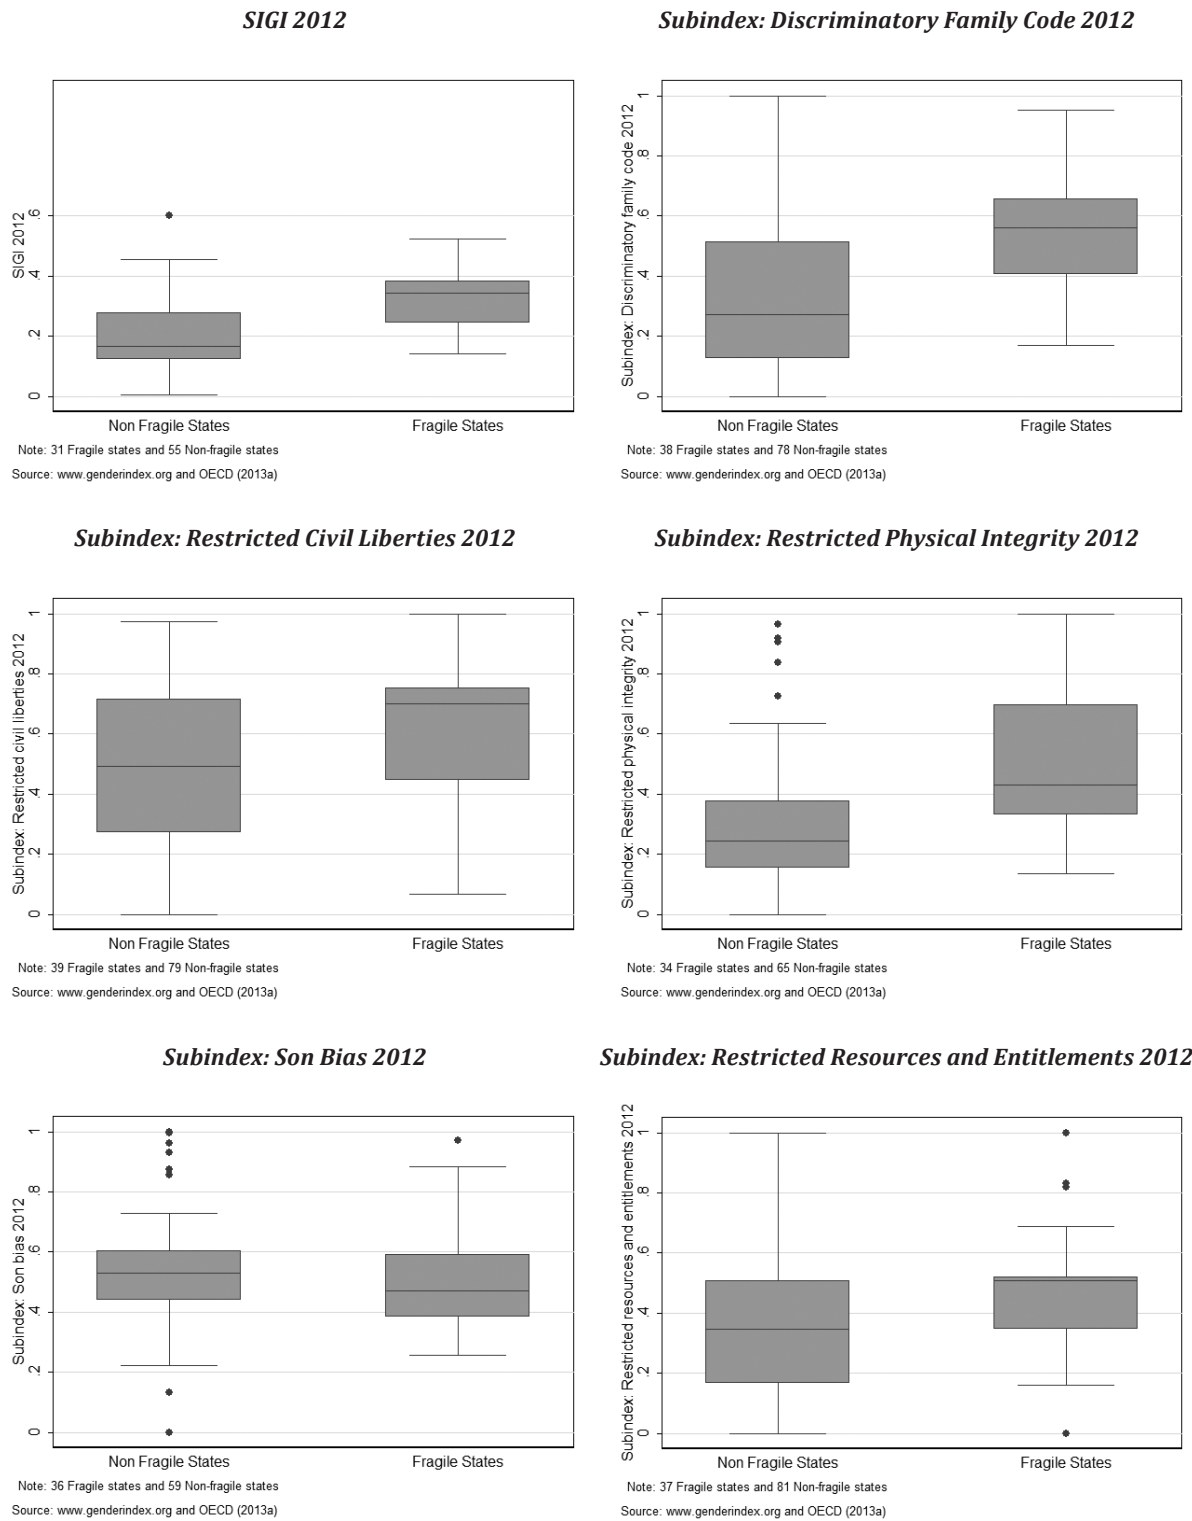 SIGI 2012
SIGI 2012
.6
.4
.2
0
Non Fragile States
Fragile States
Note: 31 Fragile states and 55 Non-fragile states
Source: www.genderindex.org and OECD (2013a)
Subindex: Discriminatory Family Code 2012
Subindex: Discriminatory family code 2012
1
.8
.6
.4
.2
0
Non Fragile States
Fragile States
Note: 38 Fragile states and 78 Non-fragile states
Source: www.genderindex.org and OECD (2013a)
Subindex: Restricted Civil Liberties 2012
Subindex: Restricted civil liberties 2012
1
.8
.6
.4
.2
0
Non Fragile States
Fragile States
Note: 39 Fragile states and 79 Non-fragile states
Source: www.genderindex.org and OECD (2013a)
Subindex: Restricted Physical Integrity 2012
Subindex: Restricted physical integrity 2012
1
.8
.6
.4
.2
0
Non Fragile States
Fragile States
Note: 34 Fragile states and 65 Non-fragile states
Source: www.genderindex.org and OECD (2013a)
Subindex: Son Bias 2012
Subindex: Son bias 2012
1
.8
.6
.4
.2
0
Non Fragile States
Fragile States
Note: 36 Fragile states and 59 Non-fragile states
Source: www.genderindex.org and OECD (2013a)
Subindex: Restricted Resources and Entitlements 2012
Subindex: Restricted resources and entitlements 2012
1
.8
.6
.4
.2
0
Non Fragile States
Fragile States
Note: 37 Fragile states and 81 Non-fragile states
Source: www.genderindex.org and OECD (2013a)